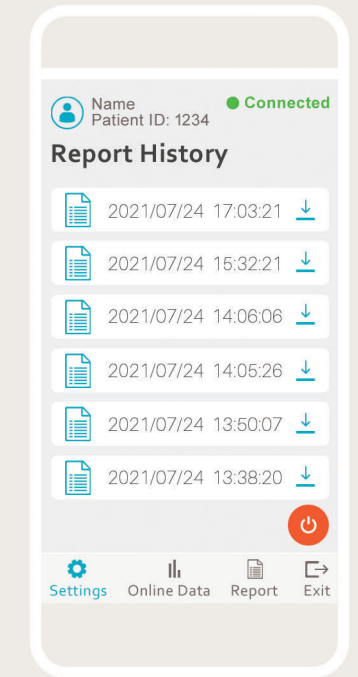 Name
Connected
Patient ID: 1234
Report History
2021/07/24 17:03:21
2021/07/24 15:32:21
2021/07/24 14:06:06
2021/07/24 14:05:26
2021/07/24 13:50:07
2021/07/24 13:38:20
Settings Online Data Report Exit